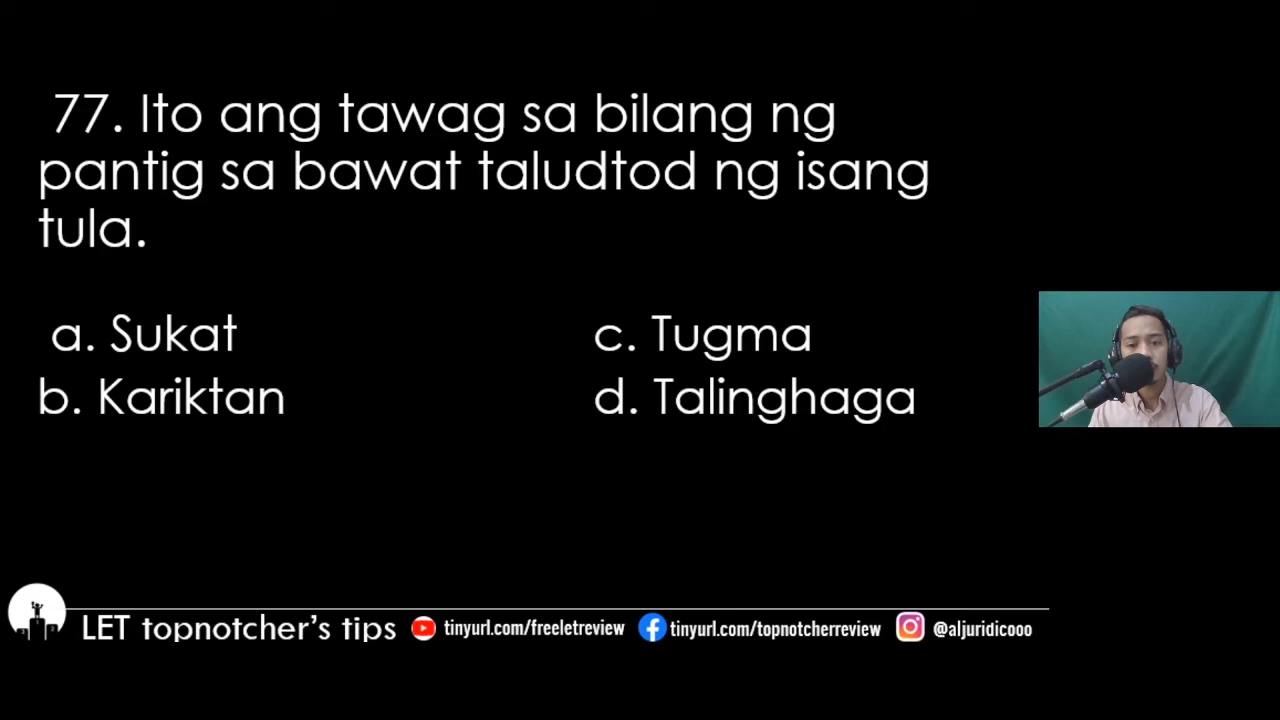 77. Ito ang tawag sa bilang ng
pantig sa bawat taludtod ng isang
tula.
a. Sukat
b. Kariktan
c. Tugma
d. Talinghaga
LET topnotcher's tips tinyurl.com/freeletreview tinyurl.com/topnotcherreview @aljuridicooo